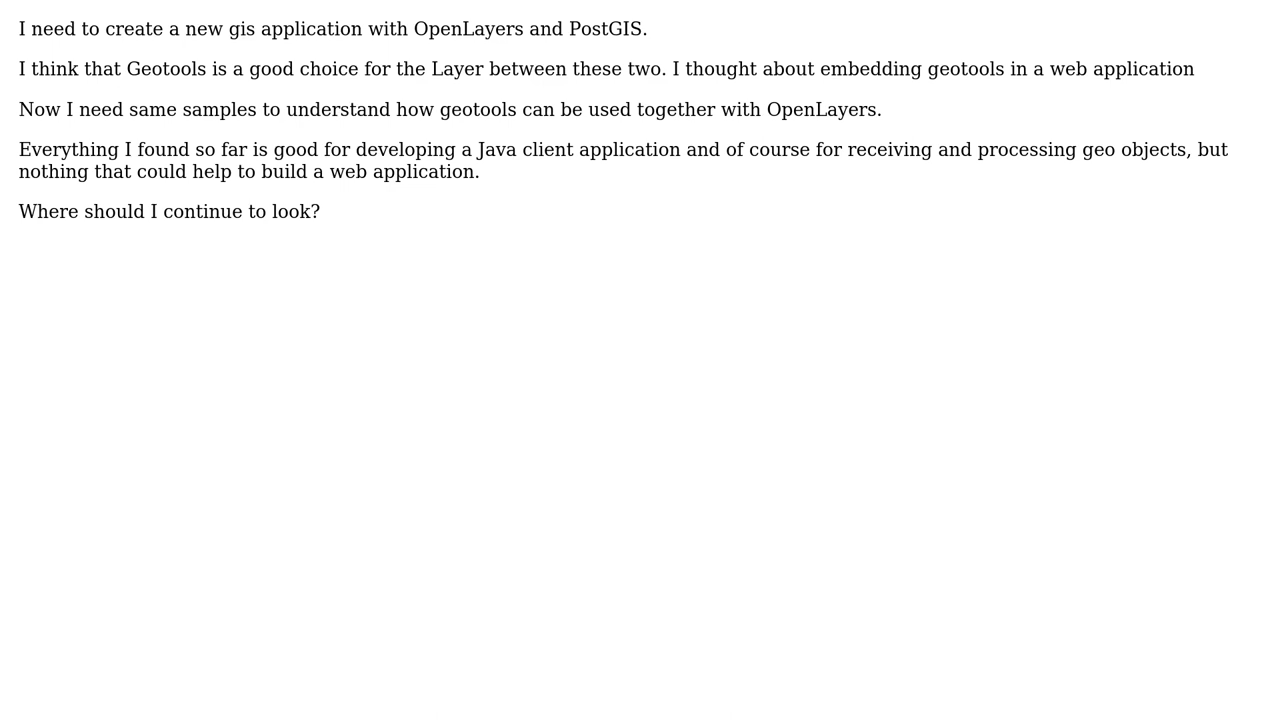 I need to create a new gis application with OpenLayers and PostGIS.
I think that Geotools is a good choice for the Layer between these two. I thought about embedding geotools in a web application
Now I need same samples to understand how geotools can be used together with OpenLayers.
Everything I found so far is good for developing a Java client application and of course for receiving and processing geo objects, but
nothing that could help to build a web application.
Where should I continue to look?